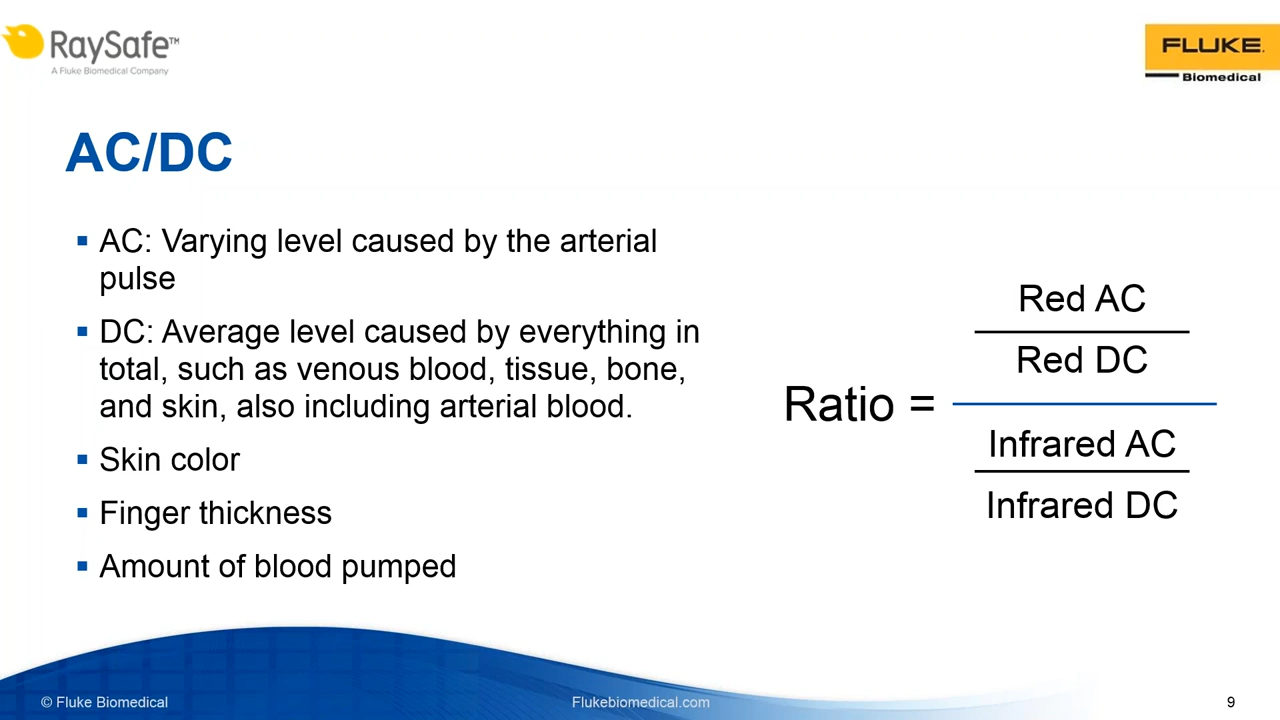 RaySafe™
A Fluke Biomedical Company
FLUKE®
Biomedical
AC/DC
▪ AC: Varying level caused by the arterial
pulse
▪ DC: Average level caused by everything in
total, such as venous blood, tissue, bone,
and skin, also including arterial blood.
▪ Skin color
▪ Finger thickness
▪ Amount of blood pumped
Red AC
Red DC
Ratio =
Infrared AC
Infrared DC
© Fluke Biomedical
Flukebiomedical.com
9